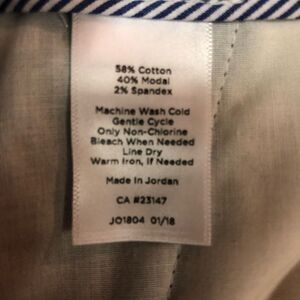 58% Cotton
40% Modal
2% Spandex
Machine Wash Cold
Gentle Cycle
Only Non-Chlorine
Bleach When Needed
Line Dry
Warm Iron, If Needed
Made in Jordan
CA #23147
JO1804 01/18